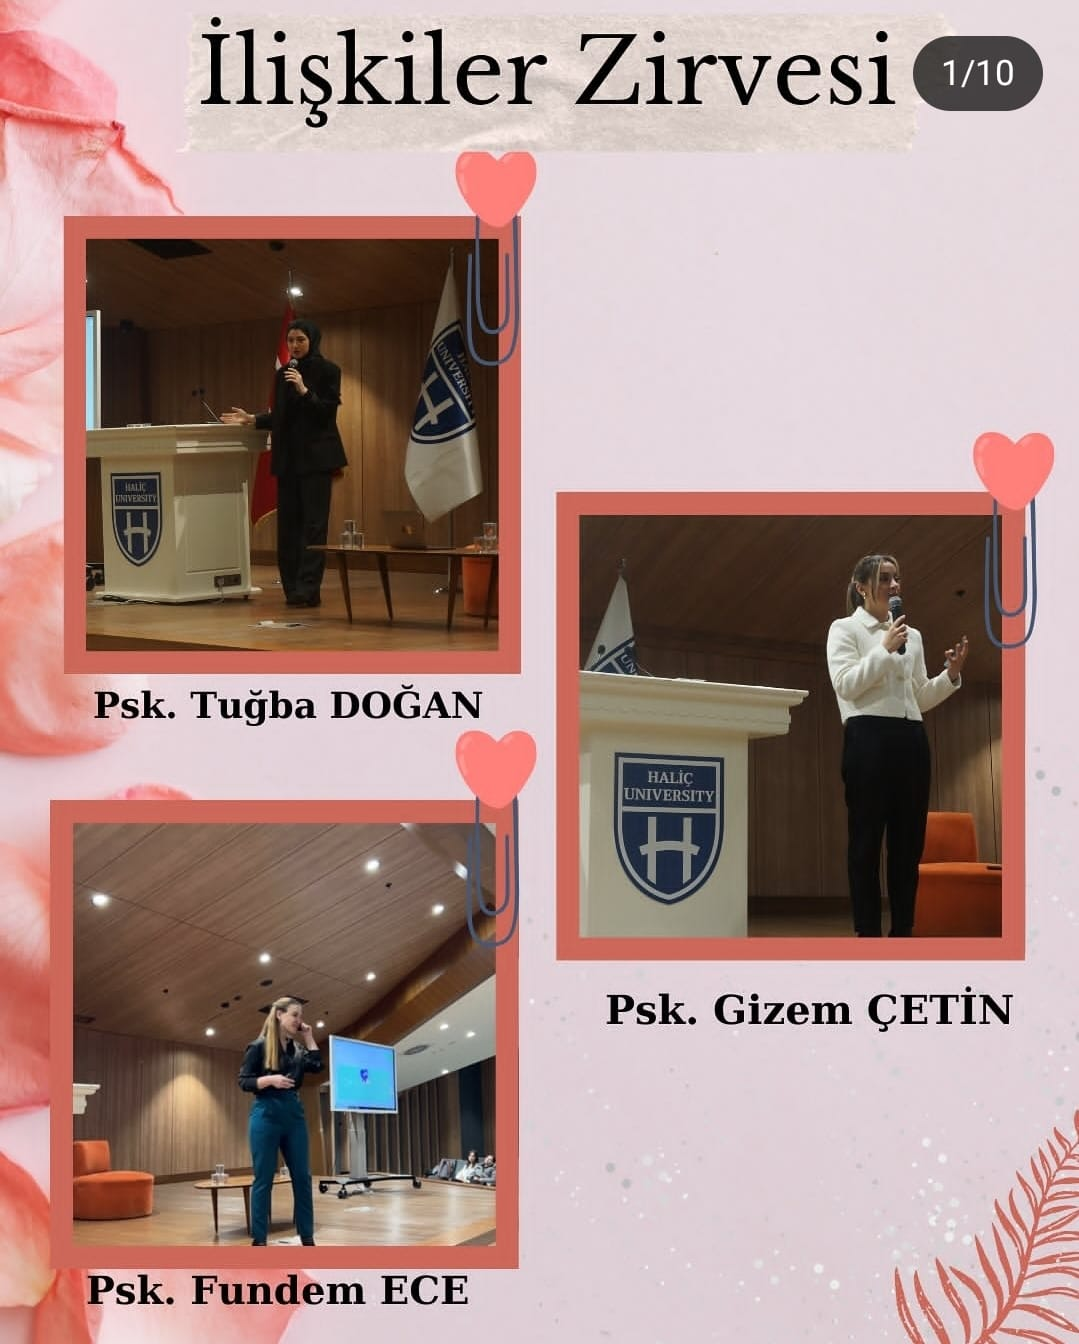 İlişkiler Zirvesi
1/10
HALİÇ
UNIVERSITY
Psk. Tuğba DOĞAN
HALİÇ
UNIVERSITY
Psk. Gizem ÇETİN
Psk. Fundem ECE